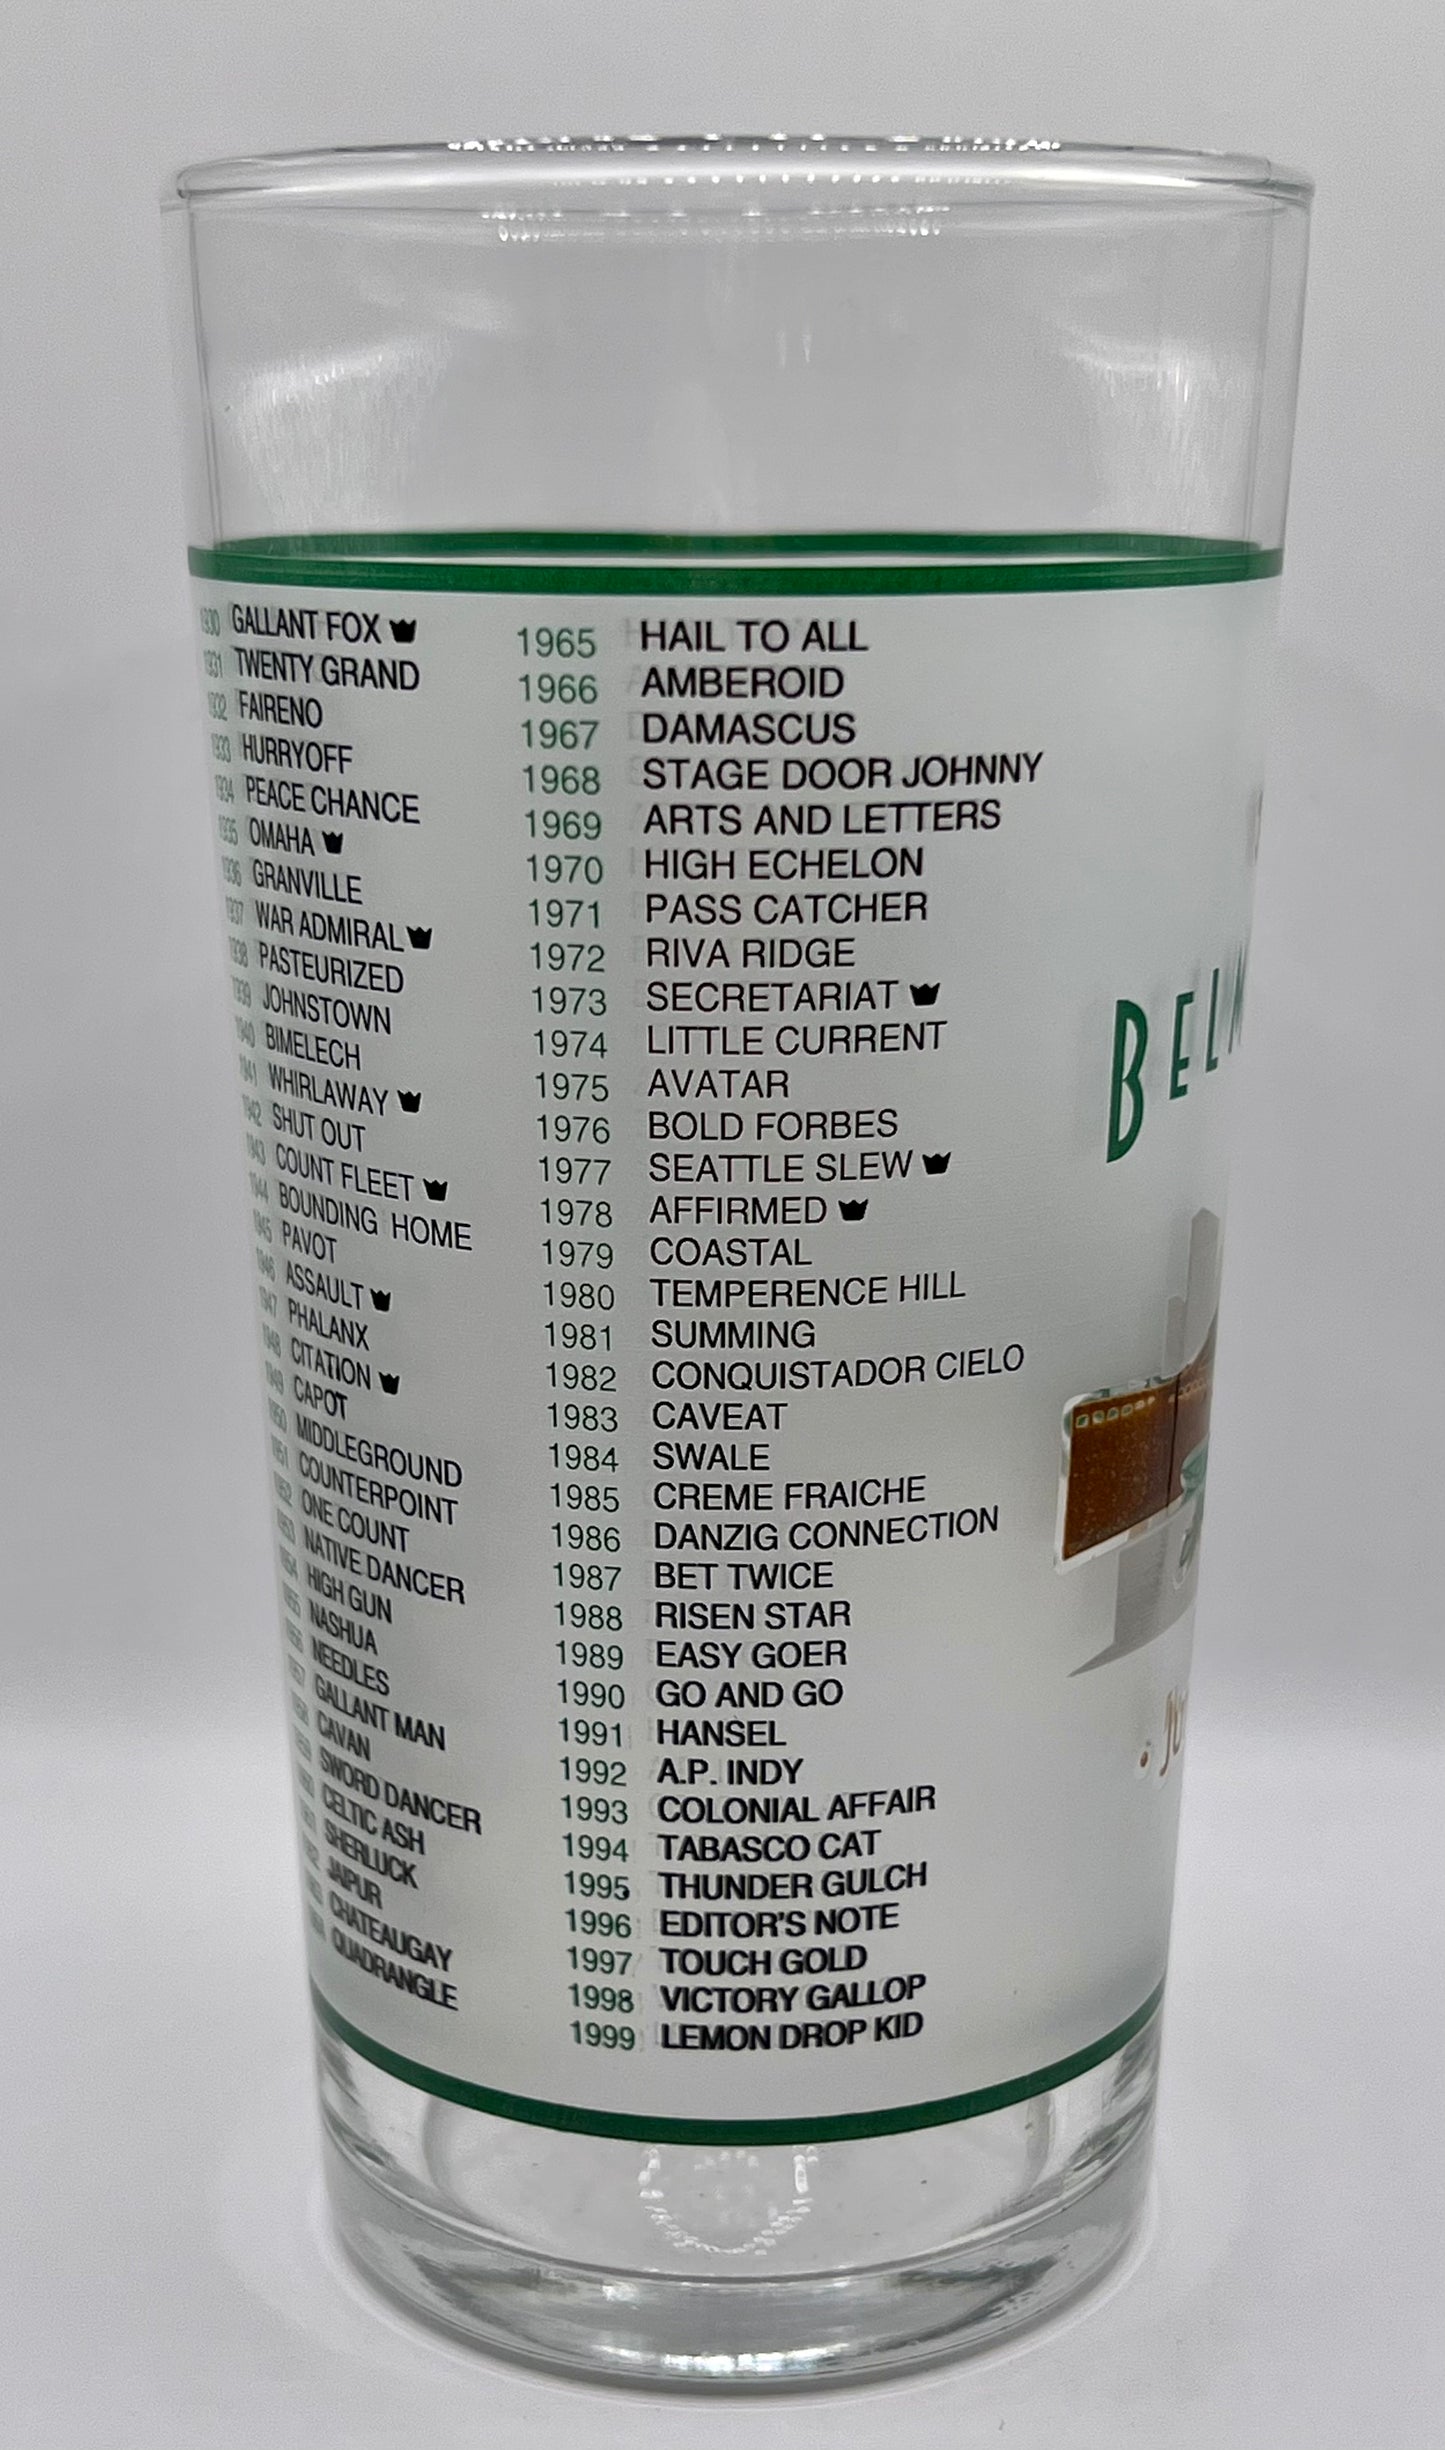 1930 GALLANT FOX
1931 TWENTY GRAND
1932 FAIRENO
1933 HURRYOFF
1934 PEACE CHANCE
1935 OMAHA
1936 GRANVILLE
1937 WAR ADMIRAL
1938 PASTEURIZED
1939 JOHNSTOWN
1940 BIMELECH
1941 WHIRLAWAY
1942 SHUT OUT
1943 COUNT FLEET
1944 BOUNDING HOME
1945 PAVOT
1946 ASSAULT
1947 PHALANX
1948 CITATION
1949 CAPOT
1950 MIDDLEGROUND
1951 COUNTERPOINT
1952 ONE COUNT
1953 NATIVE DANCER
1954 HIGH GUN
1955 NASHUA
1956 NEEDLES
1957 GALLANT MAN
CAVAN
SWORD DANCER
CELTIC ASH
SHERLUCK
JAIPUR
CHATEAUGAY
QUADRANGLE
1965 HAIL TO ALL
1966 AMBEROID
1967 DAMASCUS
1968 STAGE DOOR JOHNNY
1969 ARTS AND LETTERS
1970 HIGH ECHELON
1971 PASS CATCHER
1972 RIVA RIDGE
1973 SECRETARIAT
1974 LITTLE CURRENT
1975 AVATAR
1976 BOLD FORBES
1977 SEATTLE SLEW
1978 AFFIRMED
1979 COASTAL
1980 TEMPERENCE HILL
1981 SUMMING
1982 CONQUISTADOR CIELO
1983 CAVEAT
1984 SWALE
1985 CREME FRAICHE
1986 DANZIG CONNECTION
1987 BET TWICE
1988 RISEN STAR
1989 EASY GOER
1990 GO AND GO
1991 HANSEL
1992 A.P. INDY
1993 COLONIAL AFFAIR
1994 TABASCO CAT
1995 THUNDER GULCH
1996 EDITOR'S NOTE
1997 TOUCH GOLD
1998 VICTORY GALLOP
1999 LEMON DROP KID
BELM